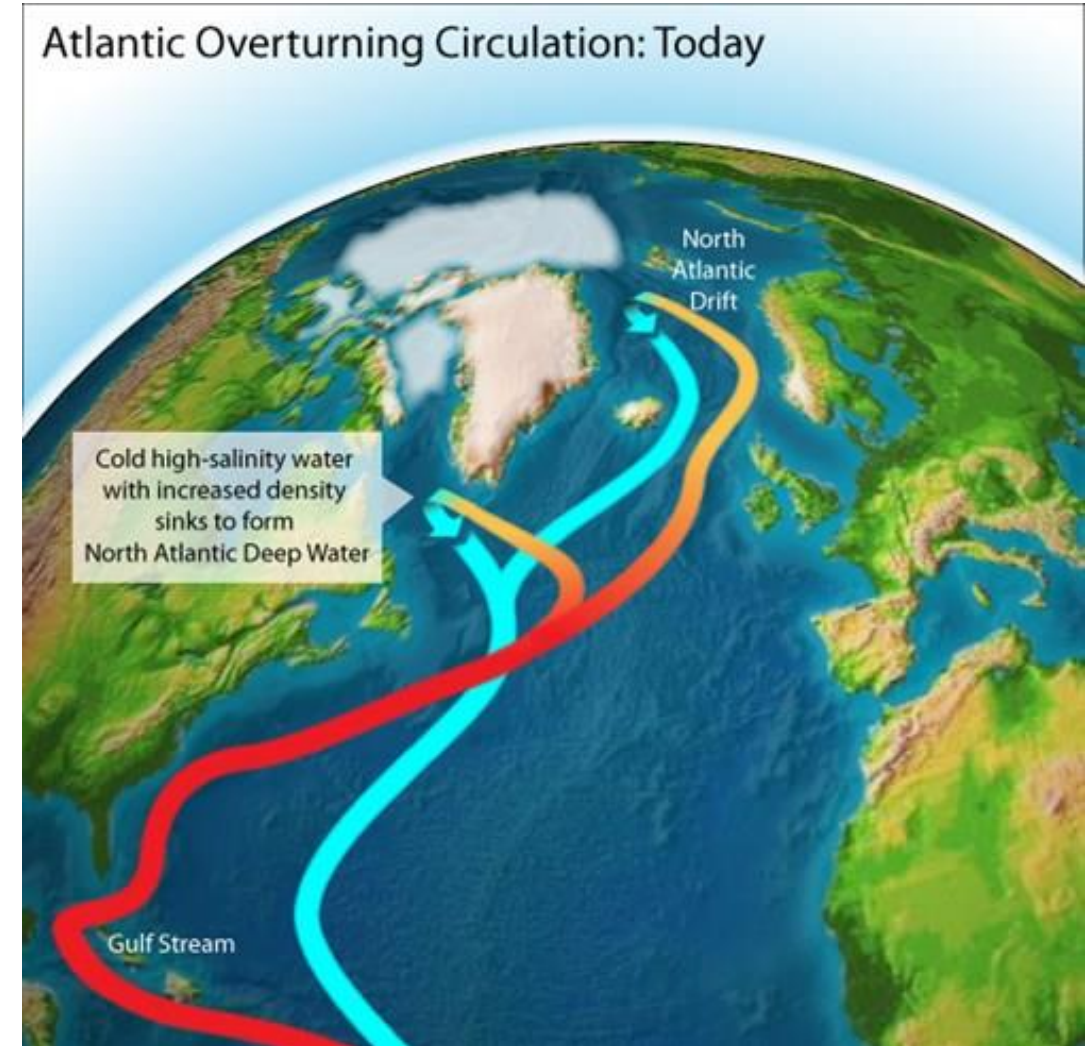 Atlantic Overturning Circulation: Today
North
Atlantic
Drift
Cold high-salinity water
with increased density
sinks to form
North Atlantic Deep Water
Gulf Stream